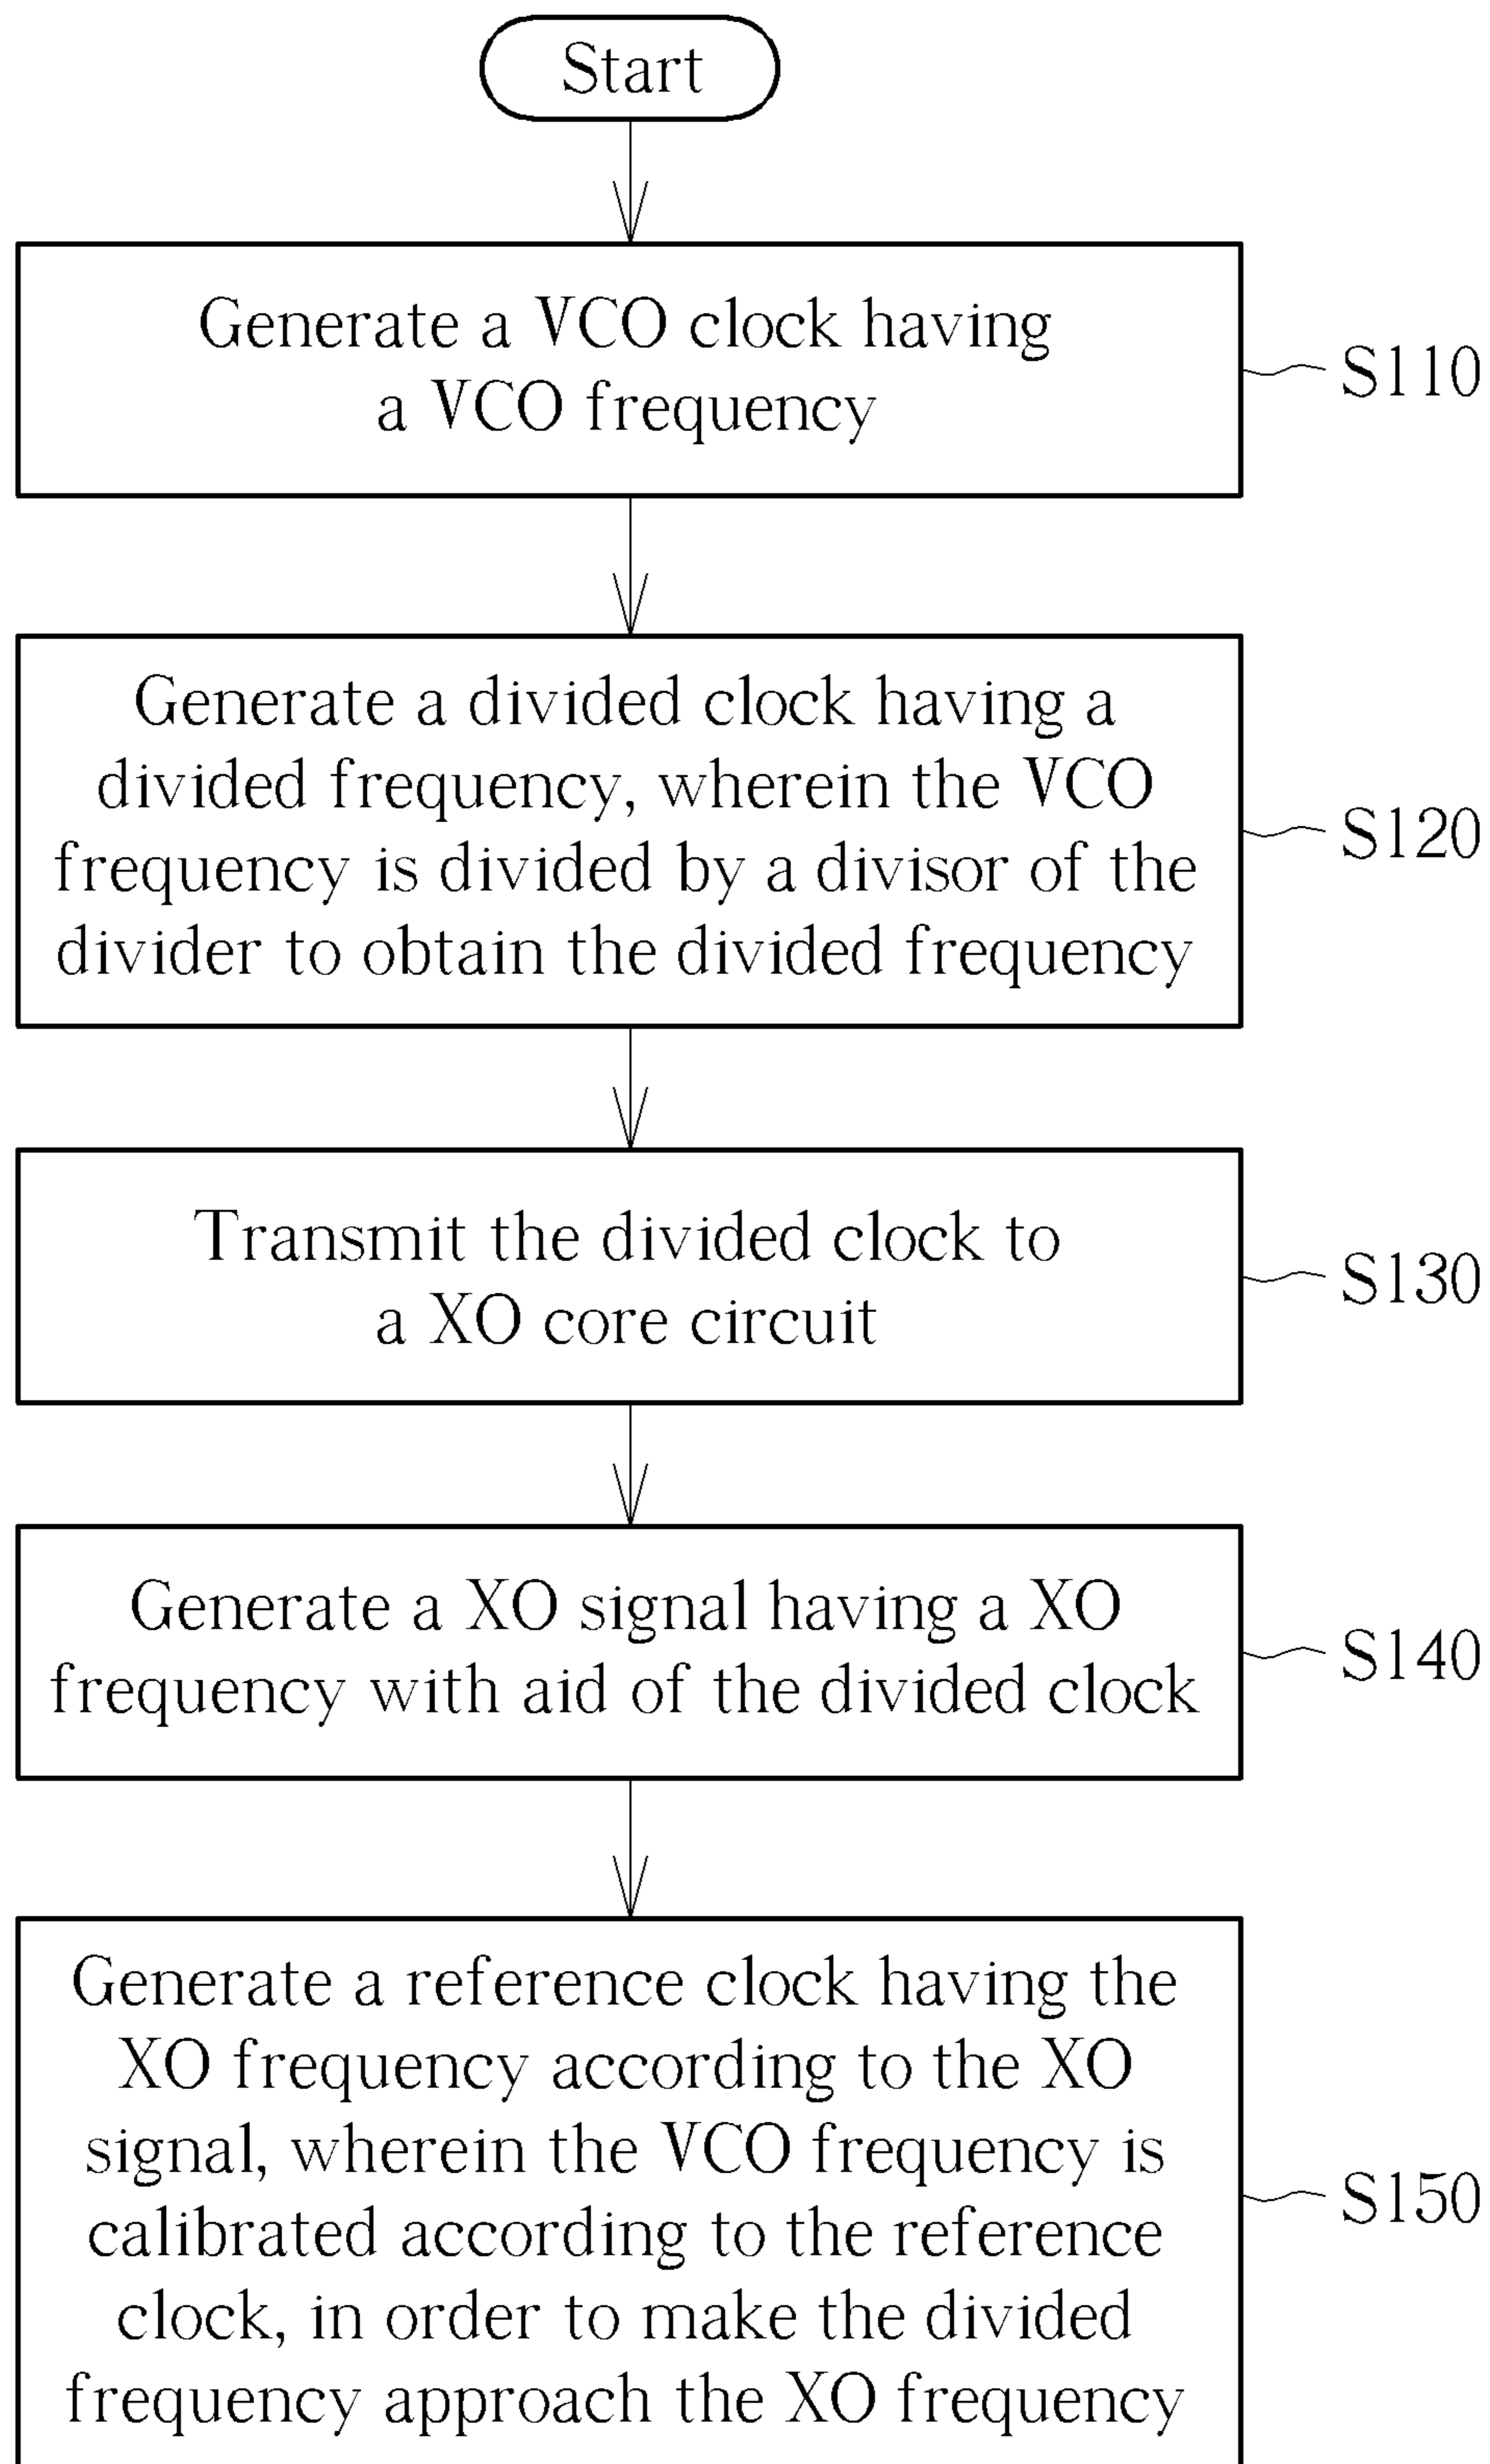 Start
Generate a VCO clock having
a VCO frequency
S110
Generate a divided clock having a
divided frequency, wherein the VCO
frequency is divided by a divisor of the
divider to obtain the divided frequency
S120
Transmit the divided clock to
a XO core circuit
S130
Generate a XO signal having a XO
frequency with aid of the divided clock
S140
Generate a reference clock having the
XO frequency according to the XO
signal, wherein the VCO frequency is
calibrated according to the reference
clock, in order to make the divided
frequency approach the XO frequency
S150